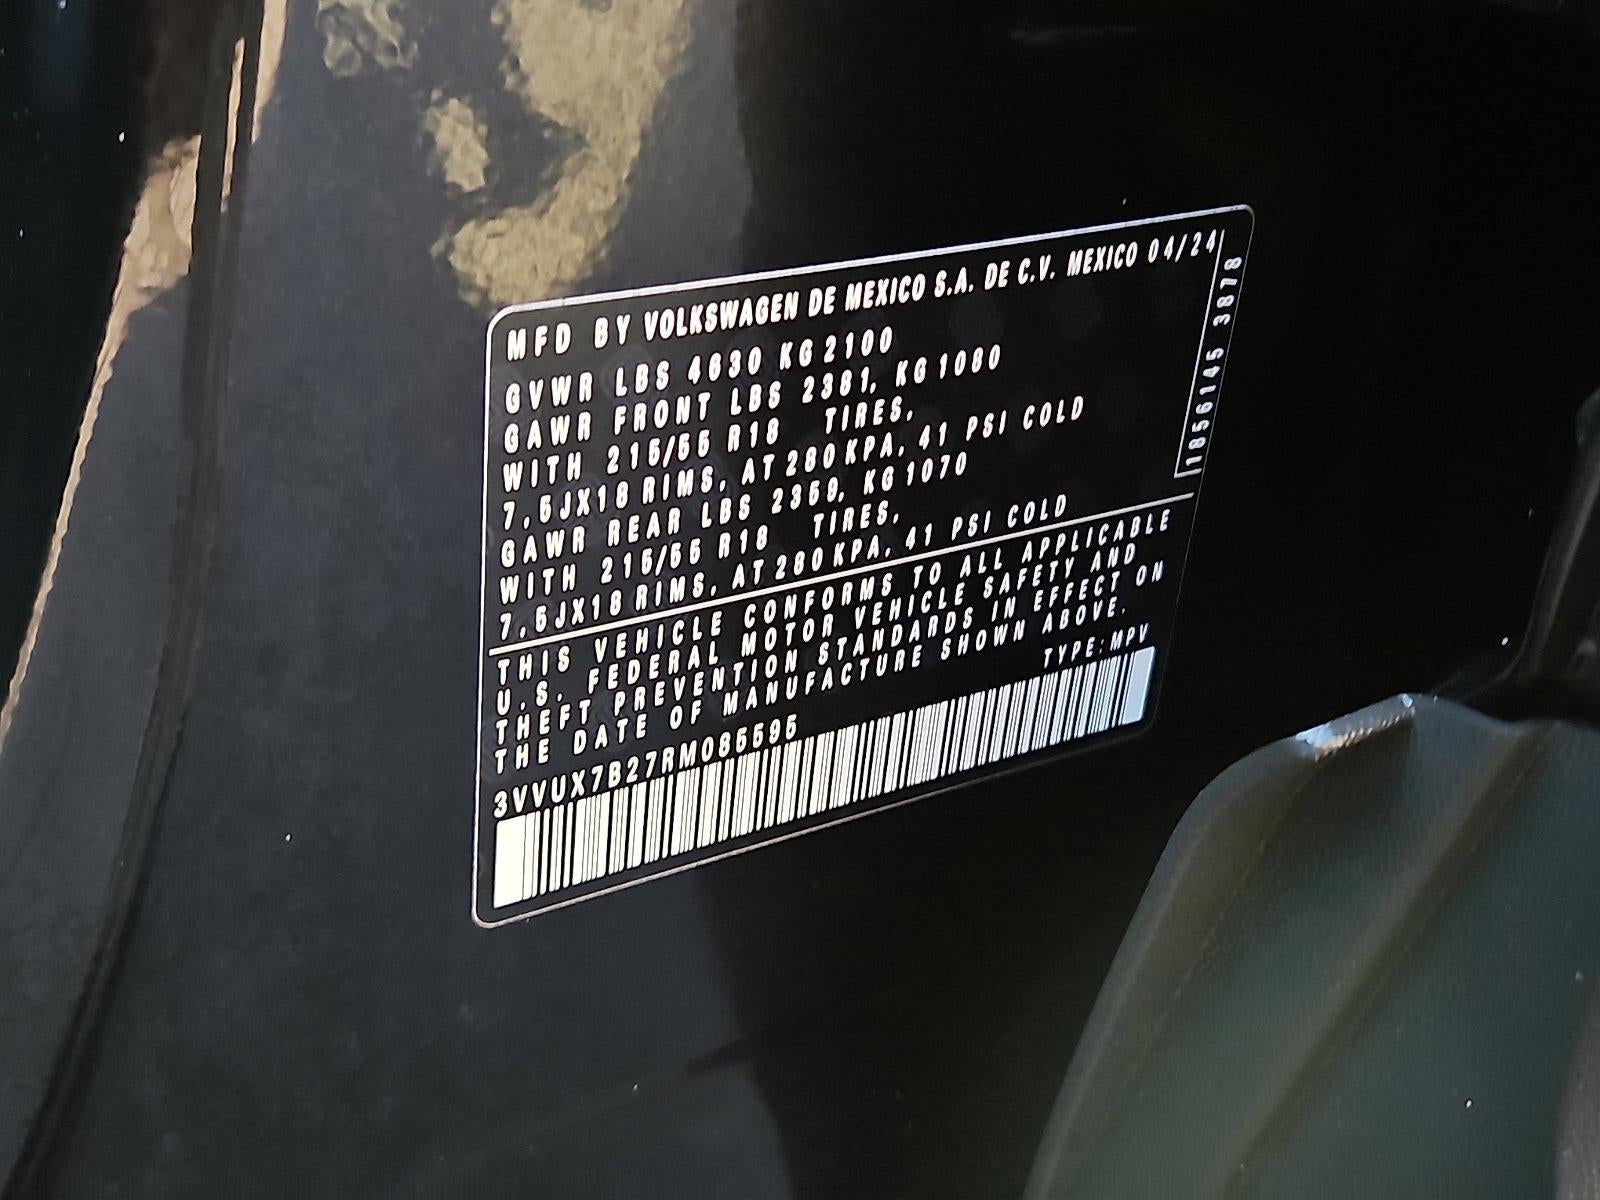 MFD BY VOLKSWAGEN DE MEXICO S.A. DE C.V. MEXICO 04/24
GVWR LBS 4630 KG 2100
GAWR FRONT LBS 2381, KG 1080
WITH 215/55 R18 TIRES,
7,5JX18 RIMS, AT 280 KPA, 41 PSI COLD
GAWR REAR LBS 2359, KG 1070
WITH 215/55 R18 TIRES,
7,5JX18 RIMS, AT 280 KPA, 41 PSI COLD
1856145 3878
THIS VEHICLE CONFORMS TO ALL APPLICABLE
U.S. FEDERAL MOTOR VEHICLE SAFETY AND
THEFT PREVENTION STANDARDS IN EFFECT ON
THE DATE OF MANUFACTURE SHOWN ABOVE.
TYPE: MPV
3VVUX7B27RM085595